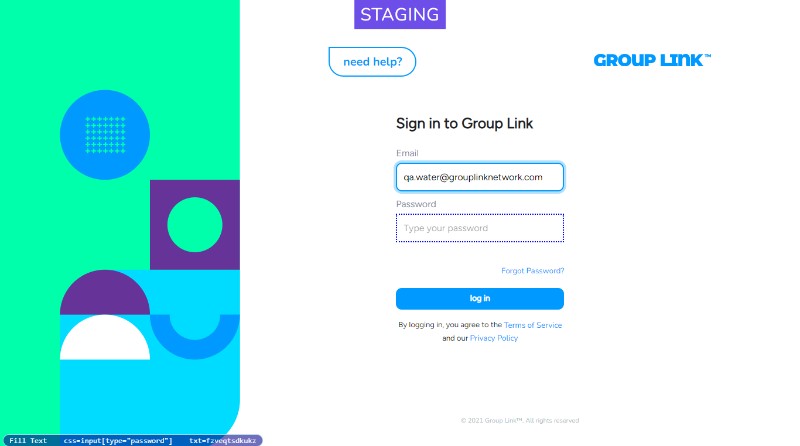 STAGING
need help?
GROUP LINK™
Sign in to Group Link
Email
qa.water@grouplinknetwork.com
Password
Type your password
Forgot Password?
log in
By logging in, you agree to the Terms of Service
and our Privacy Policy
© 2021 Group Link™. All rights reserved
Fill Text css=input[type="password"] txt=fzveqtsdkukz